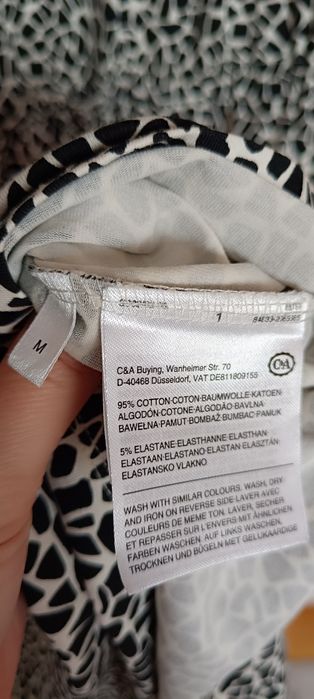 M
1
C&A Buying, Wanheimer Str. 70
D-40468 Düsseldorf, VAT DE811809155
C&A
95% COTTON·COTON·BAUMWOLLE·KATOEN·
ALGODÓN·COTONE·ALGODÃO·BAVLNA·
BAWEŁNA·PAMUT·BOMBAŽ·BUMBAC·PAMUK
5% ELASTANE·ELASTHANNE·ELASTHAN·
ELASTAAN·ELASTANO·ELASTAN·ELASZTÁN·
ELASTANSKO VLAKNO
WASH WITH SIMILAR COLOURS. WASH, DRY
AND IRON ON REVERSE SIDE·LAVER AVEC
COULEURS DE MEME TON. LAVER, SECHER
ET REPASSER SUR L'ENVERS·MIT ÄHNLICHEN
FARBEN WASCHEN. AUF LINKS WASCHEN,
TROCKNEN UND BÜGELN·MET GELIJKAARDIGE